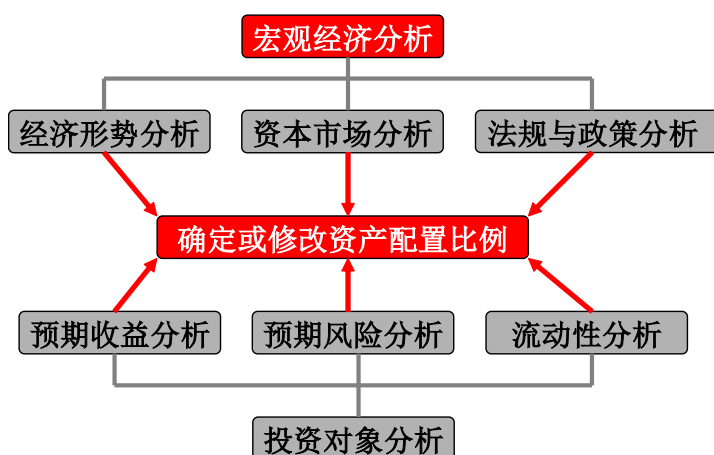 宏观经济分析
经济形势分析
资本市场分析
法规与政策分析
确定或修改资产配置比例
预期收益分析
预期风险分析
流动性分析
投资对象分析